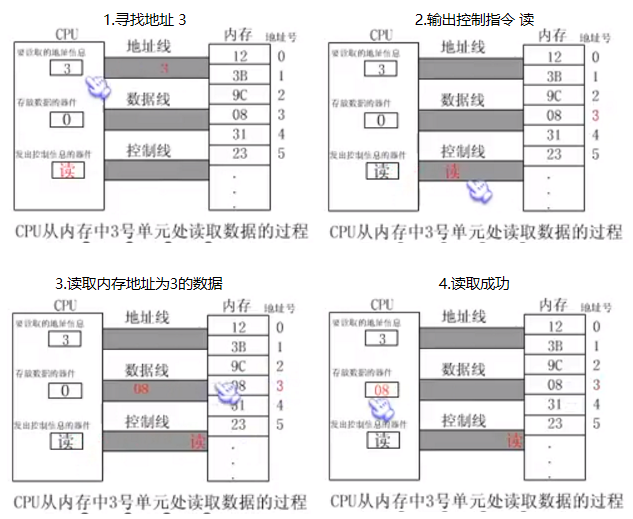 1.寻找地址 3
CPU
内存 地址号
要读取的地址信息
3
地址线
3
12 0
3B 1
存放数据的器件
0
数据线
9C 2
08 3
31 4
发出控制信息的器件
读
控制线
23 5
CPU从内存中3号单元处读取数据的过程
2.输出控制指令 读
CPU
内存 地址号
要读取的地址信息
3
地址线
12 0
3B 1
存放数据的器件
0
数据线
9C 2
08 3
31 4
发出控制信息的器件
读
控制线
读
23 5
CPU从内存中3号单元处读取数据的过程
3.读取内存地址为3的数据
CPU
内存 地址号
要读取的地址信息
3
地址线
12 0
3B 1
存放数据的器件
0
数据线
08
9C 2
08 3
31 4
发出控制信息的器件
读
控制线
读
23 5
CPU从内存中3号单元处读取数据的过程
4.读取成功
CPU
内存 地址号
要读取的地址信息
3
地址线
12 0
3B 1
存放数据的器件
08
数据线
9C 2
08 3
31 4
发出控制信息的器件
读
控制线
读
23 5
CPU从内存中3号单元处读取数据的过程